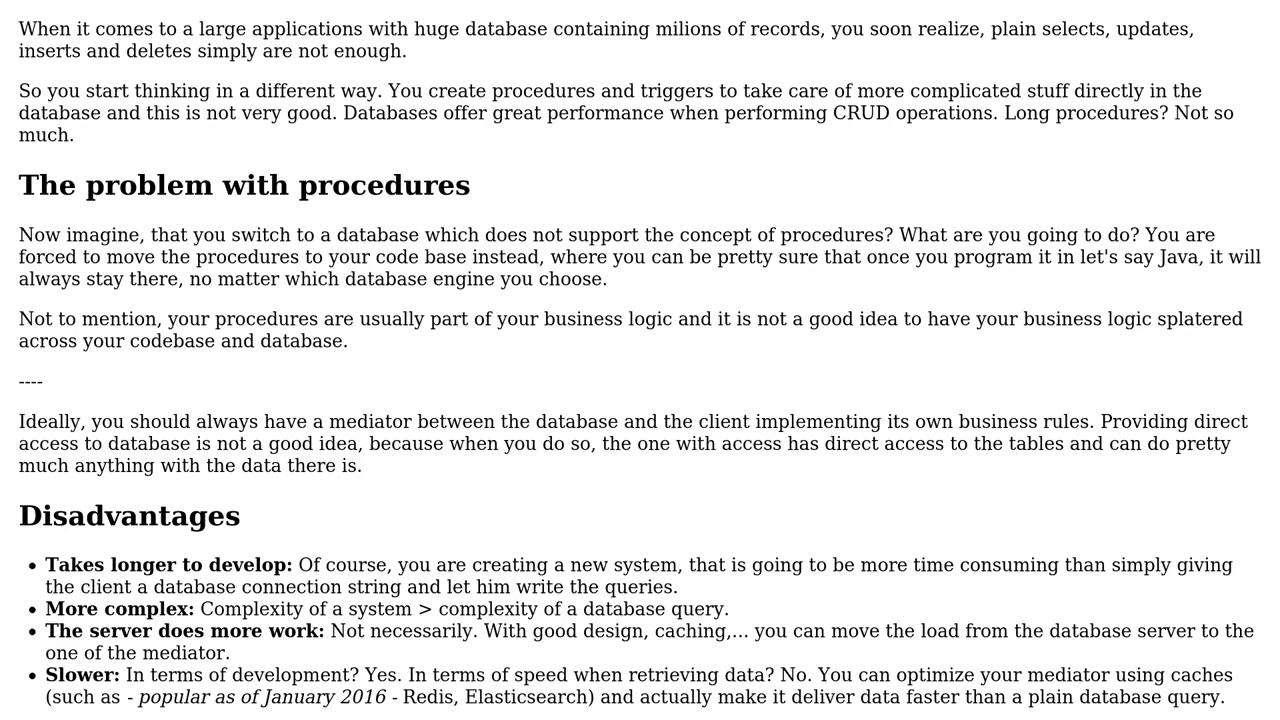 When it comes to a large applications with huge database containing milions of records, you soon realize, plain selects, updates,
inserts and deletes simply are not enough.
So you start thinking in a different way. You create procedures and triggers to take care of more complicated stuff directly in the
database and this is not very good. Databases offer great performance when performing CRUD operations. Long procedures? Not so
much.
The problem with procedures
Now imagine, that you switch to a database which does not support the concept of procedures? What are you going to do? You are
forced to move the procedures to your code base instead, where you can be pretty sure that once you program it in let's say Java, it will
always stay there, no matter which database engine you choose.
Not to mention, your procedures are usually part of your business logic and it is not a good idea to have your business logic splatered
across your codebase and database.
----
Ideally, you should always have a mediator between the database and the client implementing its own business rules. Providing direct
access to database is not a good idea, because when you do so, the one with access has direct access to the tables and can do pretty
much anything with the data there is.
Disadvantages
• Takes longer to develop: Of course, you are creating a new system, that is going to be more time consuming than simply giving
the client a database connection string and let him write the queries.
• More complex: Complexity of a system > complexity of a database query.
• The server does more work: Not necessarily. With good design, caching,... you can move the load from the database server to the
one of the mediator.
• Slower: In terms of development? Yes. In terms of speed when retrieving data? No. You can optimize your mediator using caches
(such as - popular as of January 2016 - Redis, Elasticsearch) and actually make it deliver data faster than a plain database query.